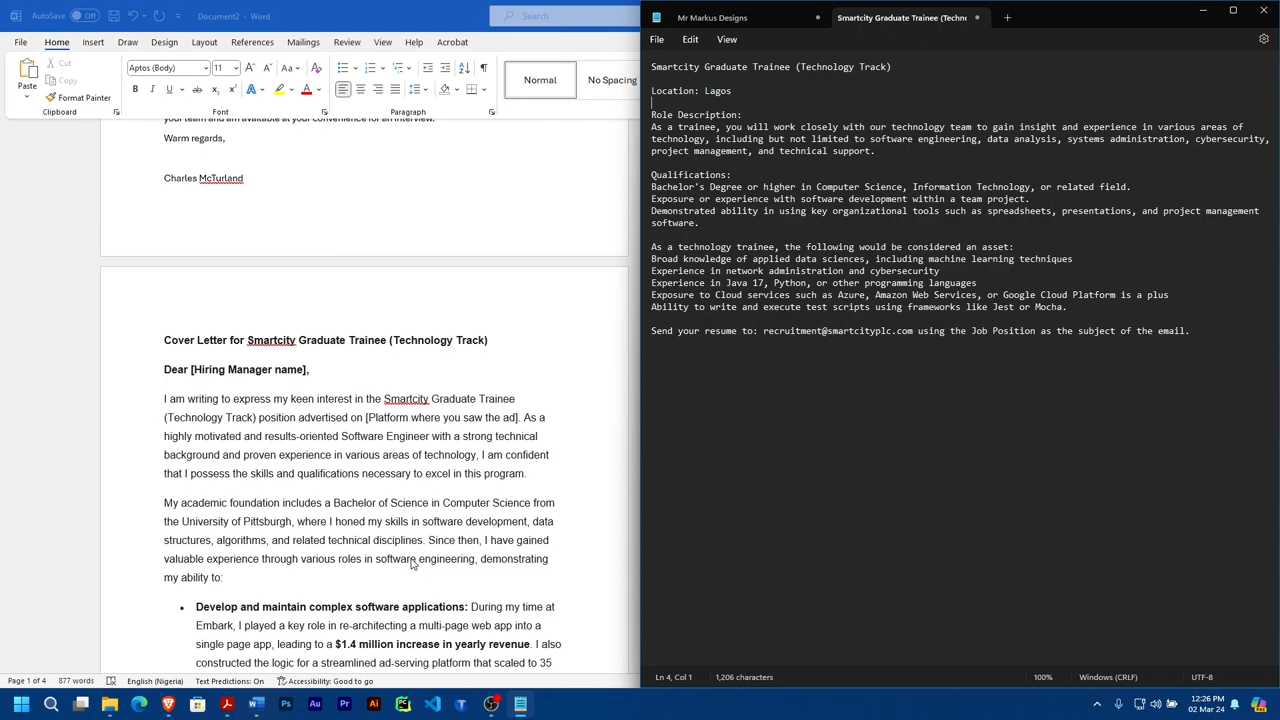 AutoSave Off Document2 - Word Search
File Home Insert Draw Design Layout References Mailings Review View Help Acrobat
Paste Cut Copy Format Painter
Aptos (Body) 11
Normal No Spacing
Clipboard Font Paragraph
your team and am available at your convenience for an interview.
Warm regards,
Charles McTurland
Cover Letter for Smartcity Graduate Trainee (Technology Track)
Dear [Hiring Manager name],
I am writing to express my keen interest in the Smartcity Graduate Trainee
(Technology Track) position advertised on [Platform where you saw the ad]. As a
highly motivated and results-oriented Software Engineer with a strong technical
background and proven experience in various areas of technology, I am confident
that I possess the skills and qualifications necessary to excel in this program.
My academic foundation includes a Bachelor of Science in Computer Science from
the University of Pittsburgh, where I honed my skills in software development, data
structures, algorithms, and related technical disciplines. Since then, I have gained
valuable experience through various roles in software engineering, demonstrating
my ability to:
• Develop and maintain complex software applications: During my time at
Embark, I played a key role in re-architecting a multi-page web app into a
single page app, leading to a $1.4 million increase in yearly revenue. I also
constructed the logic for a streamlined ad-serving platform that scaled to 35
Page 1 of 4 877 words English (Nigeria) Text Predictions: On Accessibility: Good to go
Mr Markus Designs Smartcity Graduate Trainee (Techno
File Edit View
Smartcity Graduate Trainee (Technology Track)
Location: Lagos
Role Description:
As a trainee, you will work closely with our technology team to gain insight and experience in various areas of
technology, including but not limited to software engineering, data analysis, systems administration, cybersecurity,
project management, and technical support.
Qualifications:
Bachelor's Degree or higher in Computer Science, Information Technology, or related field.
Exposure or experience with software development within a team project.
Demonstrated ability in using key organizational tools such as spreadsheets, presentations, and project management
software.
As a technology trainee, the following would be considered an asset:
Broad knowledge of applied data sciences, including machine learning techniques
Experience in network administration and cybersecurity
Experience in Java 17, Python, or other programming languages
Exposure to Cloud services such as Azure, Amazon Web Services, or Google Cloud Platform is a plus
Ability to write and execute test scripts using frameworks like Jest or Mocha.
Send your resume to: recruitment@smartcityplc.com using the Job Position as the subject of the email.
Ln 4, Col 1 1,206 characters 100% Windows (CRLF) UTF-8
12:26 PM
02 Mar 24